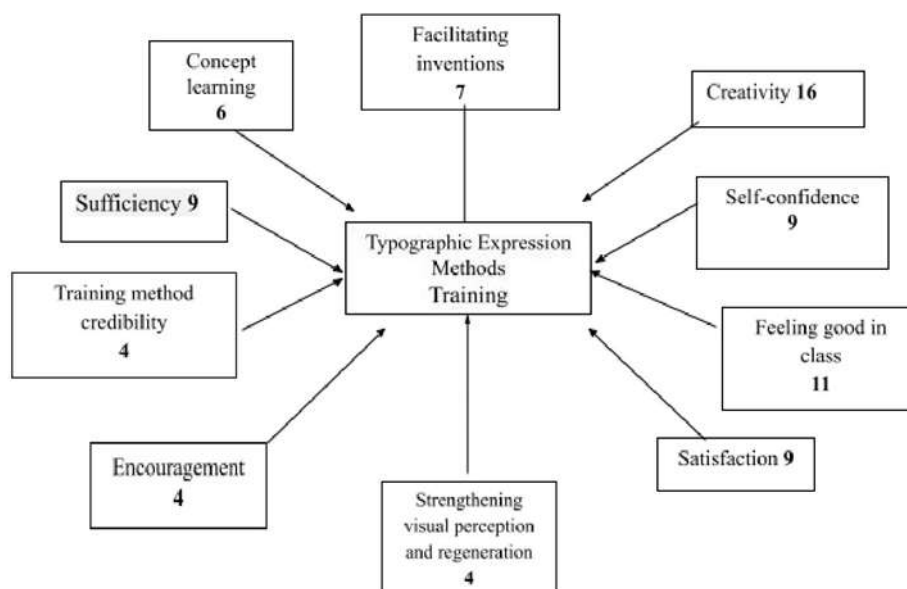 Facilitating
inventions
7
Concept
learning
6
Creativity 16
Sufficiency 9
Self-confidence
9
Typographic Expression
Methods
Training
Training method
credibility
4
Feeling good in
class
11
Encouragement
4
Satisfaction 9
Strengthening
visual perception
and regeneration
4